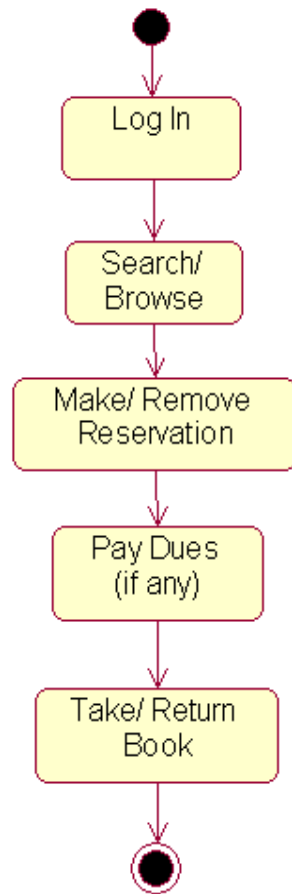 Log In
Search/
Browse
Make/ Remove
Reservation
Pay Dues
(if any)
Take/ Return
Book